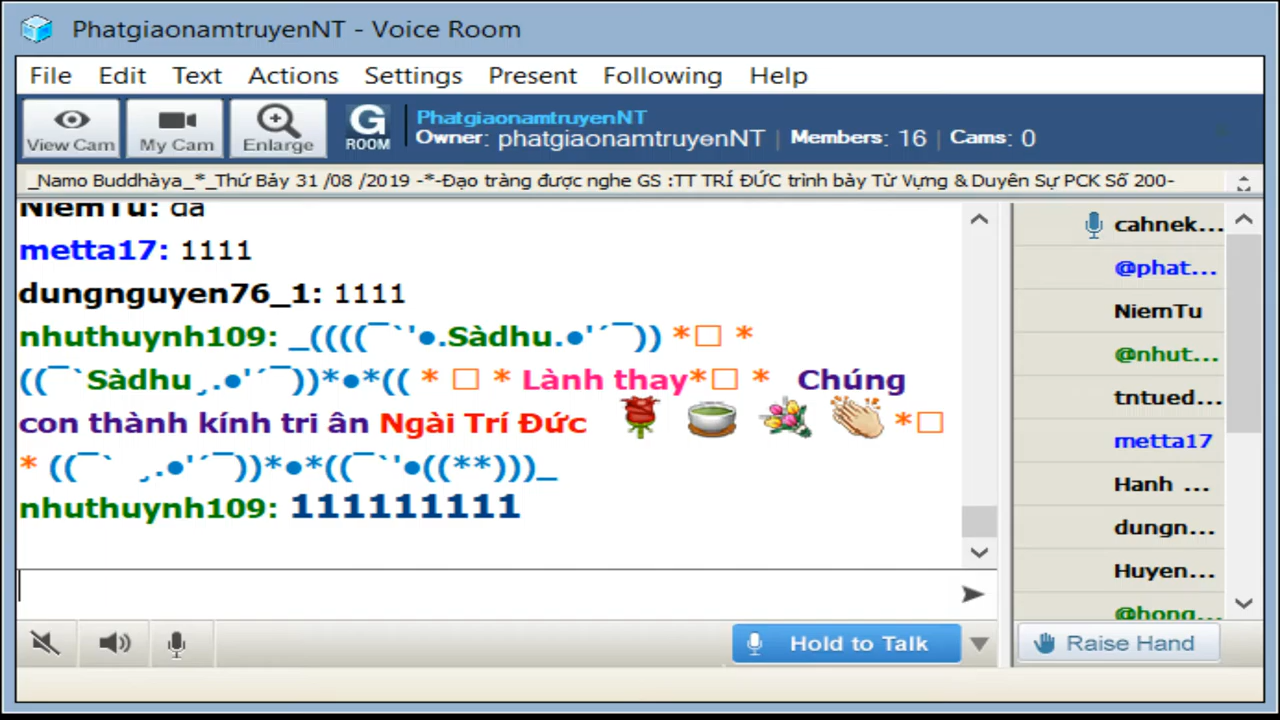 PhatgiaonamtruyenNT - Voice Room
File Edit Text Actions Settings Present Following Help
View Cam My Cam Enlarge G ROOM
PhatgiaonamtruyenNT
Owner: phatgiaonamtruyenNT | Members: 16 | Cams: 0
_Namo Buddhàya_*_Thứ Bảy 31 /08 /2019 -*-Đạo tràng được nghe GS :TT TRÍ ĐỨC trình bày Từ Vựng & Duyên Sự PCK Số 200-
NiemTu: da
metta17: 1111
dungnguyen76_1: 1111
nhuthuynh109: _((((¯`'●.Sàdhu.●'´¯)) *□ *
((¯`Sàdhu¸.●'´¯))*●*(( * □ * Lành thay*□ * Chúng
con thành kính tri ân Ngài Trí Đức *□
* ((¯` ¸.●'´¯))*●*((¯`'●((**)))_
nhuthuynh109: 111111111
cahnek...
@phat...
NiemTu
@nhut...
tntued...
metta17
Hanh ...
dungn...
Huyen...
@hong...
Hold to Talk
Raise Hand